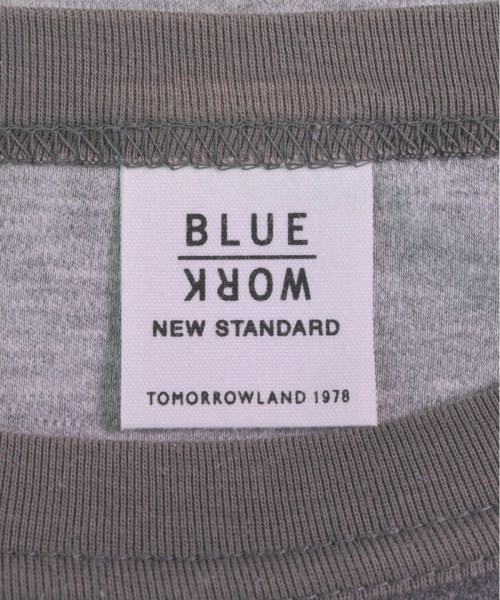 BLUE
WORK
NEW STANDARD
TOMORROWLAND 1978